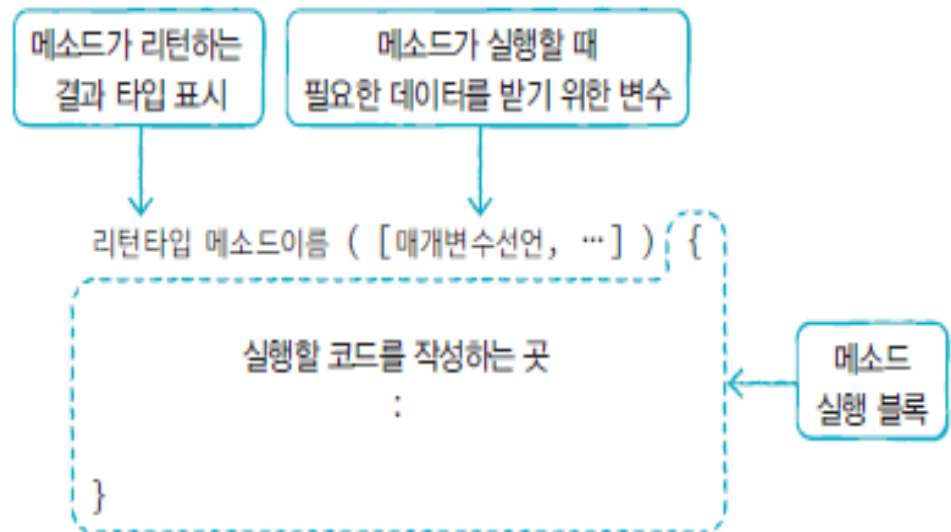 메소드가 리턴하는
결과 타입 표시
메소드가 실행할 때
필요한 데이터를 받기 위한 변수
리턴타입 메소드이름 ( [매개변수선언, …] ) {
실행할 코드를 작성하는 곳
:
메소드
실행 블록
}